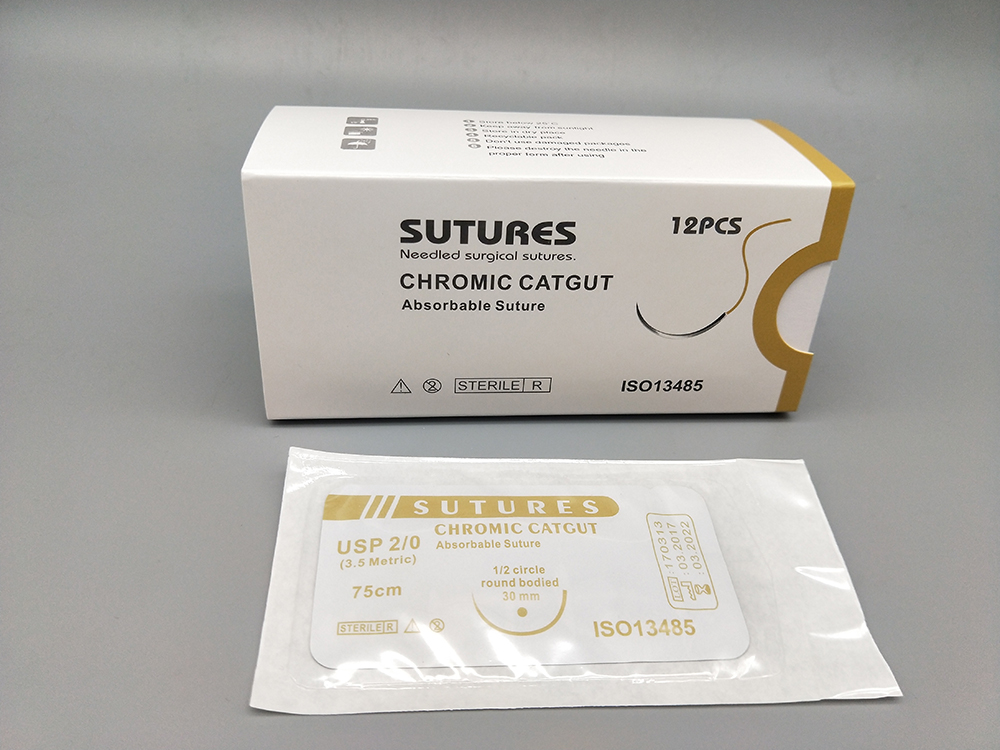 Store below 25°C
Keep away from sunlight
Store in dry place
Recyclable pack
Don't use damaged packages
Please destroy the needle in the
proper form after using
SUTURES
Needled surgical sutures.
CHROMIC CATGUT
Absorbable Suture
12PCS
STERILE R
ISO13485
SUTURES
CHROMIC CATGUT
Absorbable Suture
USP 2/0
(3.5 Metric)
75cm
1/2 circle
round bodied
30 mm
STERILE R
ISO13485
LOT : 170313
: 03.2017
: 03.2022